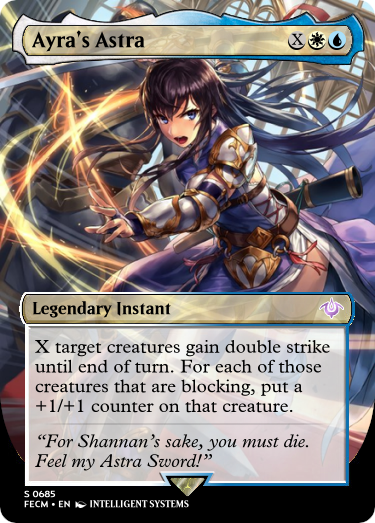 Ayra's Astra X
Legendary Instant
X target creatures gain double strike
until end of turn. For each of those
creatures that are blocking, put a
+1/+1 counter on that creature.
“For Shannan's sake, you must die.
Feel my Astra Sword!”
S 0685
FECM • EN INTELLIGENT SYSTEMS